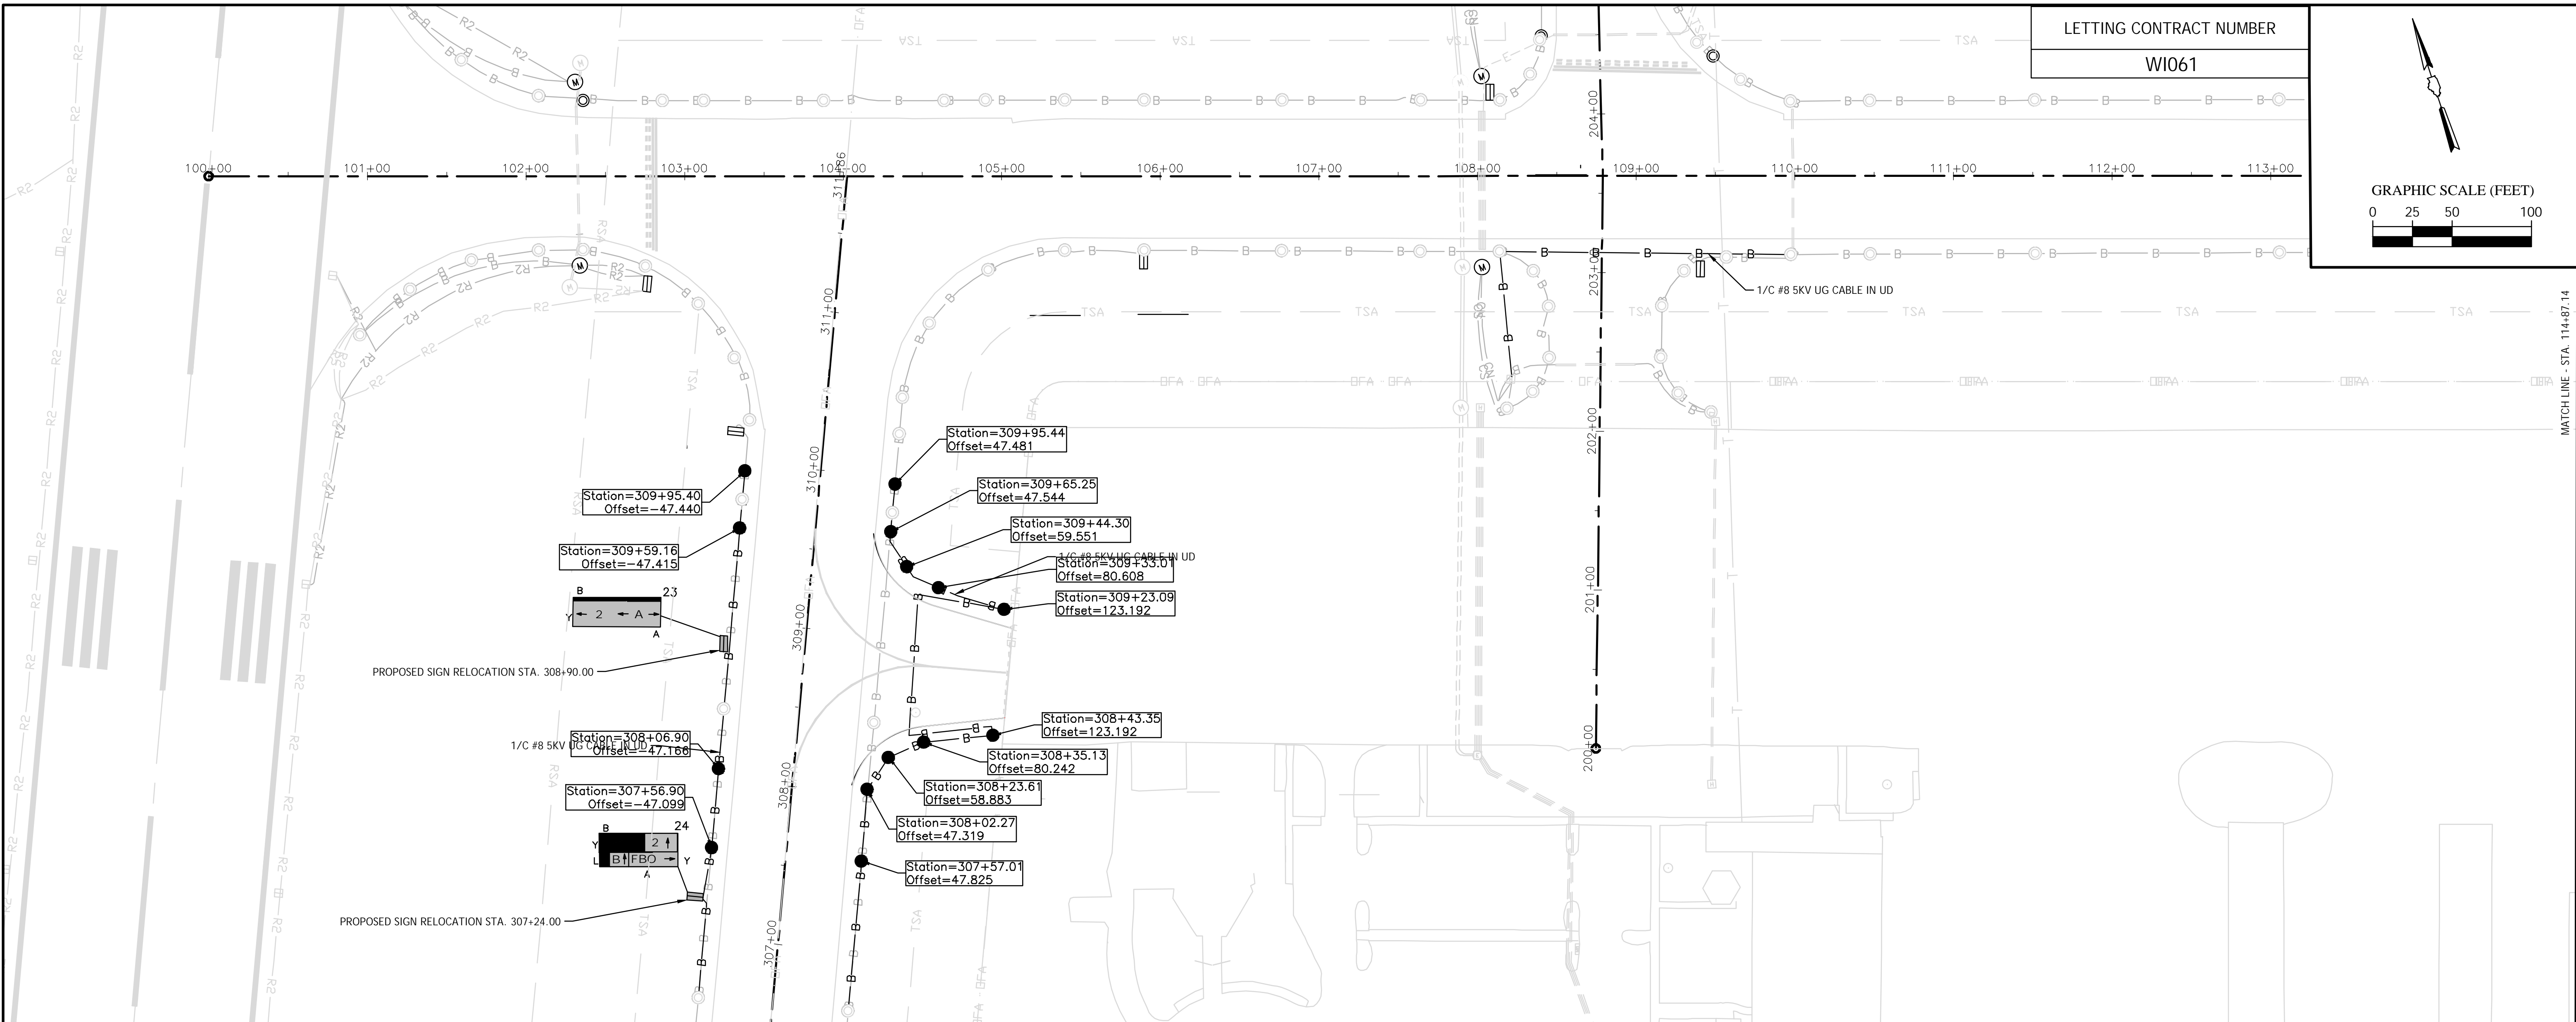 LETTING CONTRACT NUMBER
WI061
GRAPHIC SCALE (FEET)
0 25 50 100
100+00 101+00 102+00 103+00 104+00 105+00 106+00 107+00 108+00 109+00 110+00 111+00 112+00 113+00
204+00
203+00
202+00
201+00
200+00
311+00
310+00
309+00
308+00
307+00
1/C #8 5KV UG CABLE IN UD
MATCH LINE - STA. 114+87.14
Station=309+95.44
Offset=47.481
Station=309+65.25
Offset=47.544
Station=309+95.40
Offset=-47.440
Station=309+44.30
Offset=59.551
Station=309+59.16
Offset=-47.415
1/C #8 5KV UG CABLE IN UD
Station=309+33.01
Offset=80.608
Station=309+23.09
Offset=123.192
B 23
Y 2 A
A
PROPOSED SIGN RELOCATION STA. 308+90.00
Station=308+43.35
Offset=123.192
Station=308+06.90
Offset=-47.166
1/C #8 5KV UG CABLE IN UD
Station=308+35.13
Offset=80.242
Station=308+23.61
Offset=58.883
Station=307+56.90
Offset=-47.099
Station=308+02.27
Offset=47.319
B 24
Y 2
L B FBO Y
A
Station=307+57.01
Offset=47.825
PROPOSED SIGN RELOCATION STA. 307+24.00